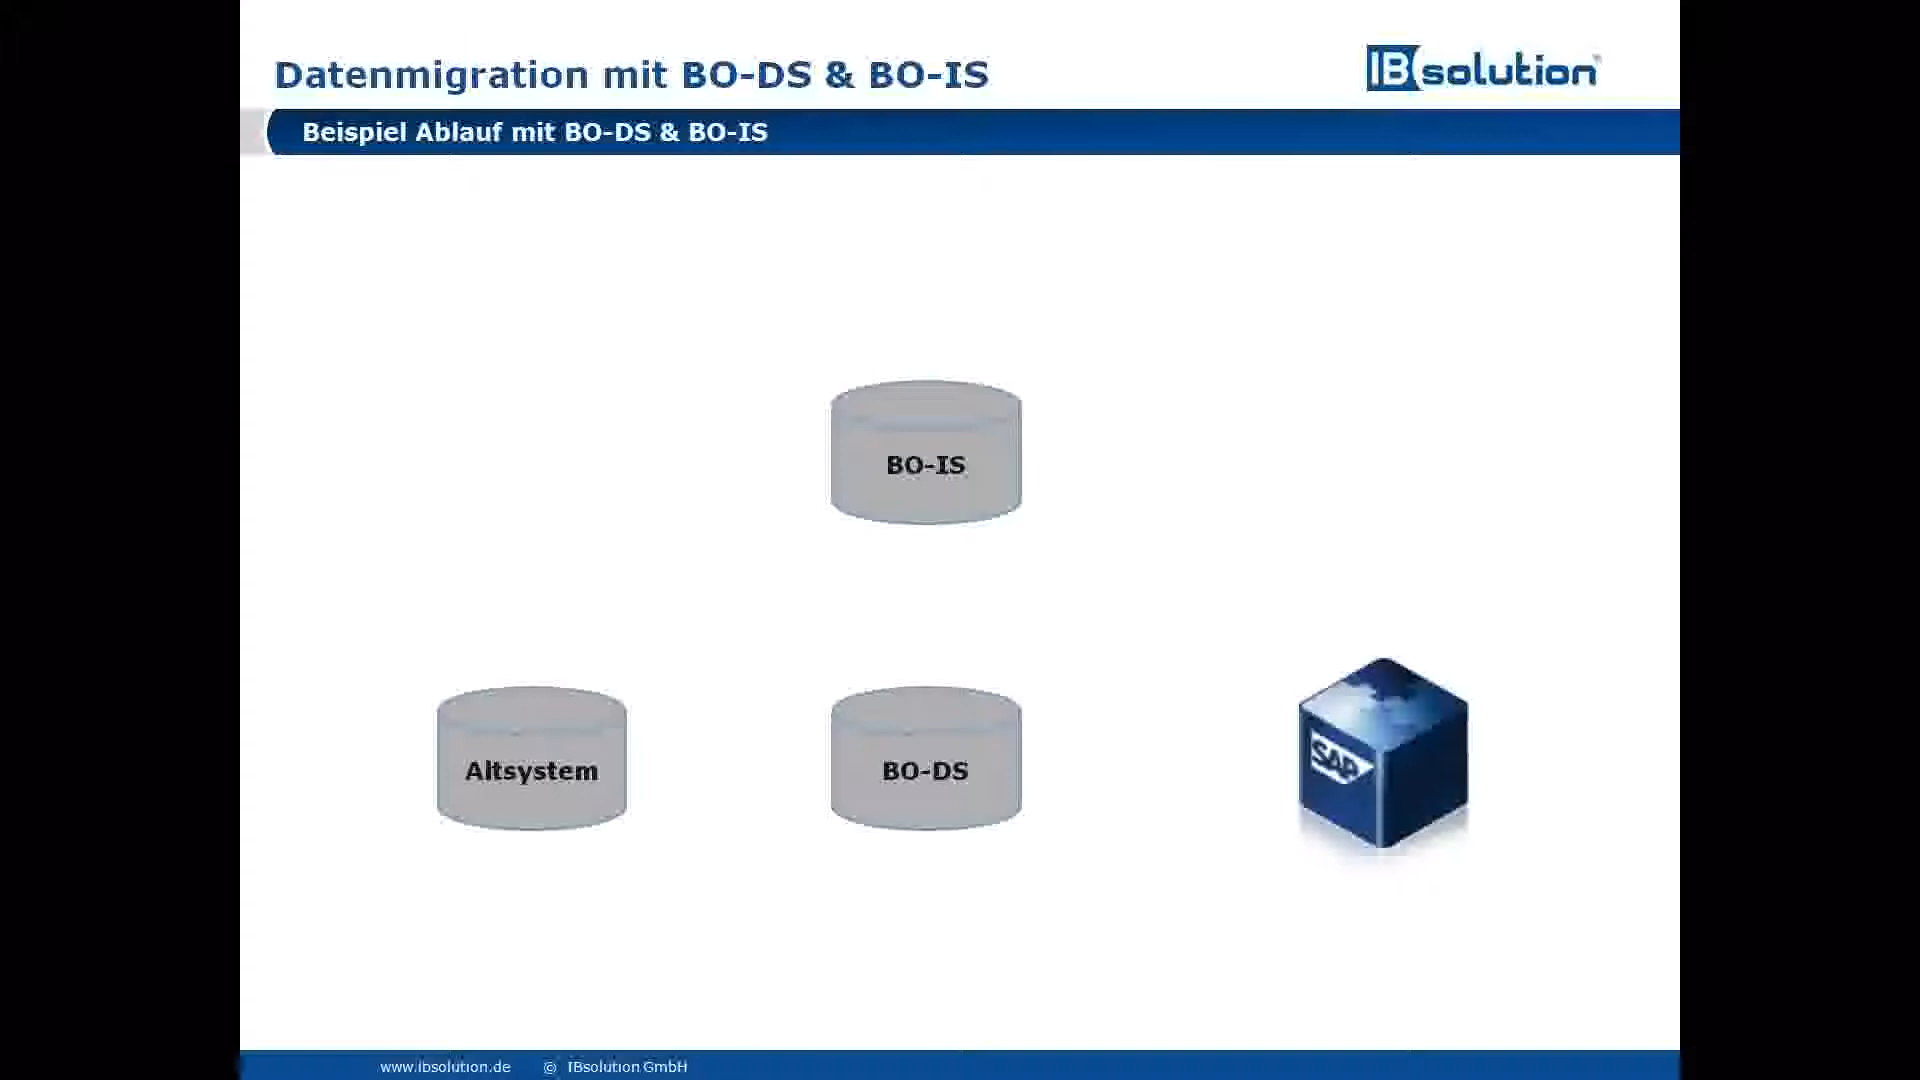 Datenmigration mit BO-DS & BO-IS
IBsolution
Beispiel Ablauf mit BO-DS & BO-IS
BO-IS
Altsystem
BO-DS
SAP
www.ibsolution.de © IBsolution GmbH